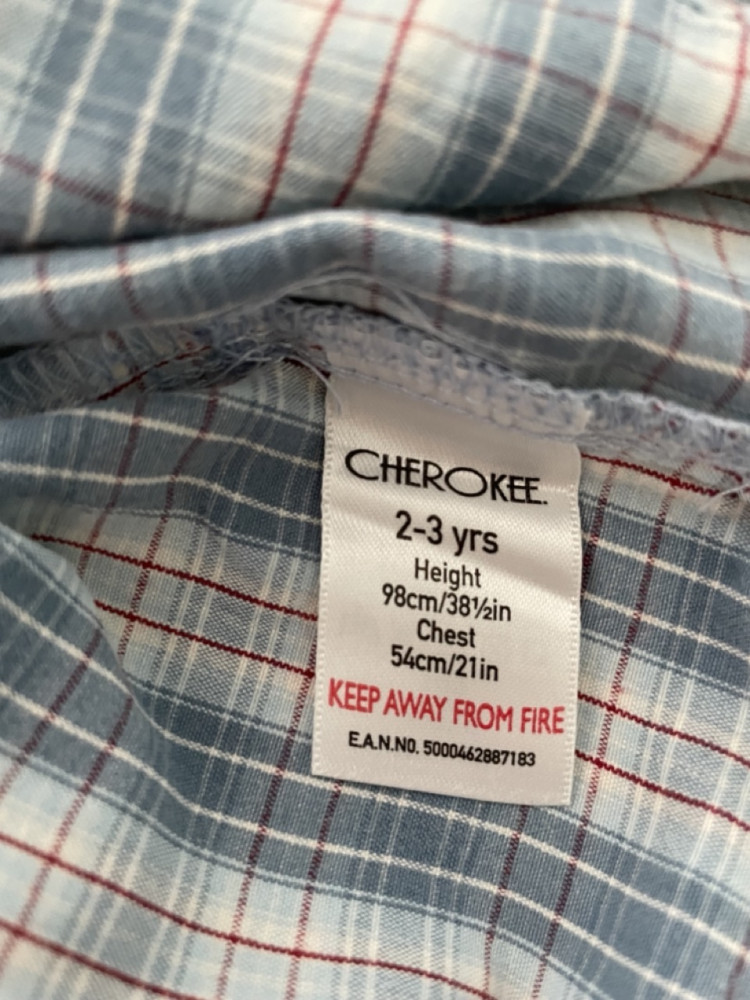 CHEROKEE.
2-3 yrs
Height
98cm/38½in
Chest
54cm/21in
KEEP AWAY FROM FIRE
E.A.N.NO. 5000462887183